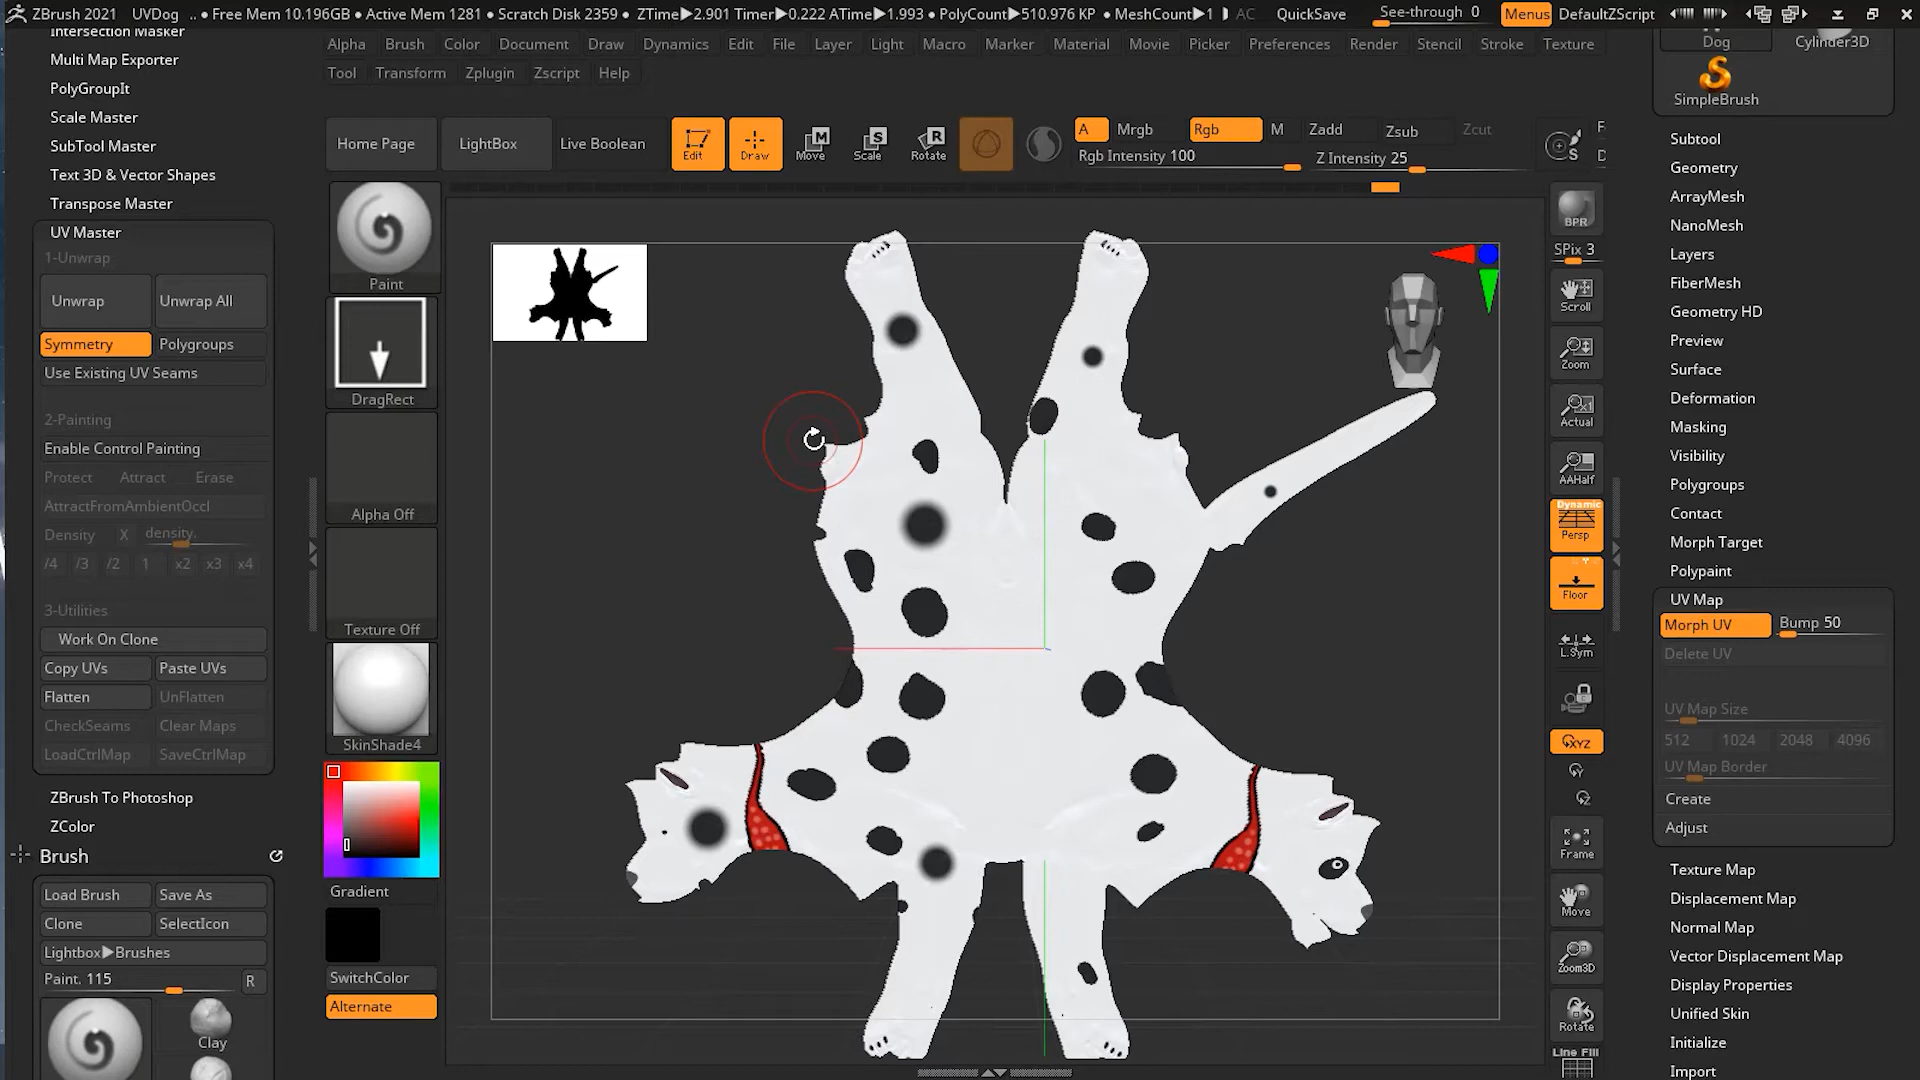 ZBrush 2021 UVDog .. • Free Mem 10.196GB • Active Mem 1281 • Scratch Disk 2359 • ZTime▶2.901 Timer▶0.222 ATime▶1.993 • PolyCount▶510.976 KP • MeshCount▶1 AC QuickSave See-through 0 Menus DefaultZScript
Alpha Brush Color Document Draw Dynamics Edit File Layer Light Macro Marker Material Movie Picker Preferences Render Stencil Stroke Texture
Tool Transform Zplugin Zscript Help
Intersection Masker
Multi Map Exporter
PolyGroupIt
Scale Master
SubTool Master
Text 3D & Vector Shapes
Transpose Master
UV Master
1-Unwrap
Unwrap Unwrap All
Symmetry Polygroups
Use Existing UV Seams
2-Painting
Enable Control Painting
Protect Attract Erase
AttractFromAmbientOccl
Density X density.
/4 /3 /2 1 x2 x3 x4
3-Utilities
Work On Clone
Copy UVs Paste UVs
Flatten UnFlatten
CheckSeams Clear Maps
LoadCtrlMap SaveCtrlMap
ZBrush To Photoshop
ZColor
Brush
Load Brush Save As
Clone SelectIcon
Lightbox▶Brushes
Paint. 115 R
Clay
Home Page LightBox Live Boolean
Edit Draw Move Scale Rotate
A Mrgb Rgb M Zadd Zsub Zcut
Rgb Intensity 100 Z Intensity 25
S
F
D
Paint
DragRect
Alpha Off
Texture Off
SkinShade4
Gradient
SwitchColor
Alternate
BPR
SPix 3
Scroll
Zoom
Actual
AAHalf
Dynamic
Persp
Floor
L.Sym
XYZ
Y
Z
Frame
Move
Zoom3D
Rotate
Line Fill
Dog Cylinder3D
SimpleBrush
Subtool
Geometry
ArrayMesh
NanoMesh
Layers
FiberMesh
Geometry HD
Preview
Surface
Deformation
Masking
Visibility
Polygroups
Contact
Morph Target
Polypaint
UV Map
Morph UV Bump 50
Delete UV
UV Map Size
512 1024 2048 4096
UV Map Border
Create
Adjust
Texture Map
Displacement Map
Normal Map
Vector Displacement Map
Display Properties
Unified Skin
Initialize
Import